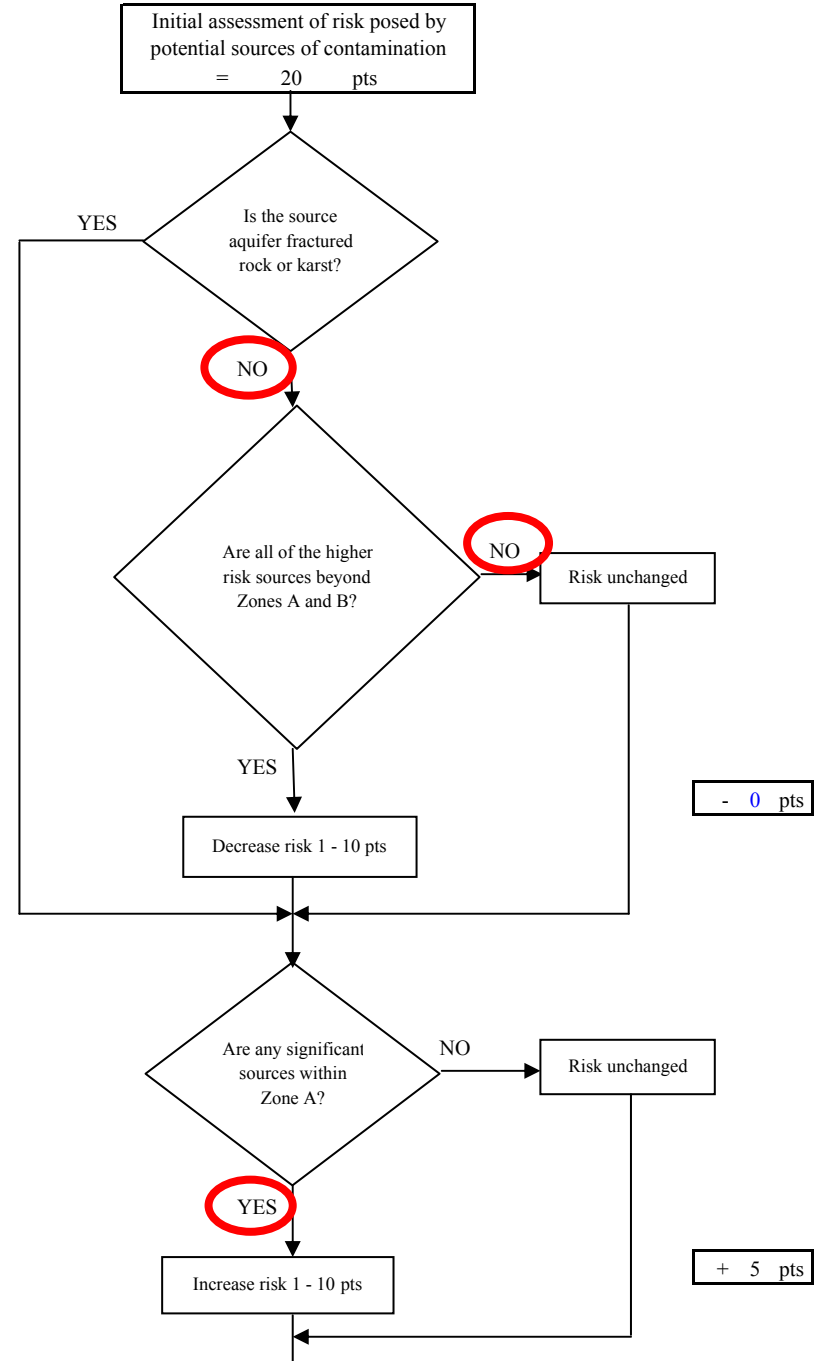 Initial assessment of risk posed by
potential sources of contamination
= 20 pts
YES
Is the source
aquifer fractured
rock or karst?
NO
Are all of the higher
risk sources beyond
Zones A and B?
NO
Risk unchanged
YES
- 0 pts
Decrease risk 1 - 10 pts
Are any significant
sources within
Zone A?
NO
Risk unchanged
YES
+ 5 pts
Increase risk 1 - 10 pts